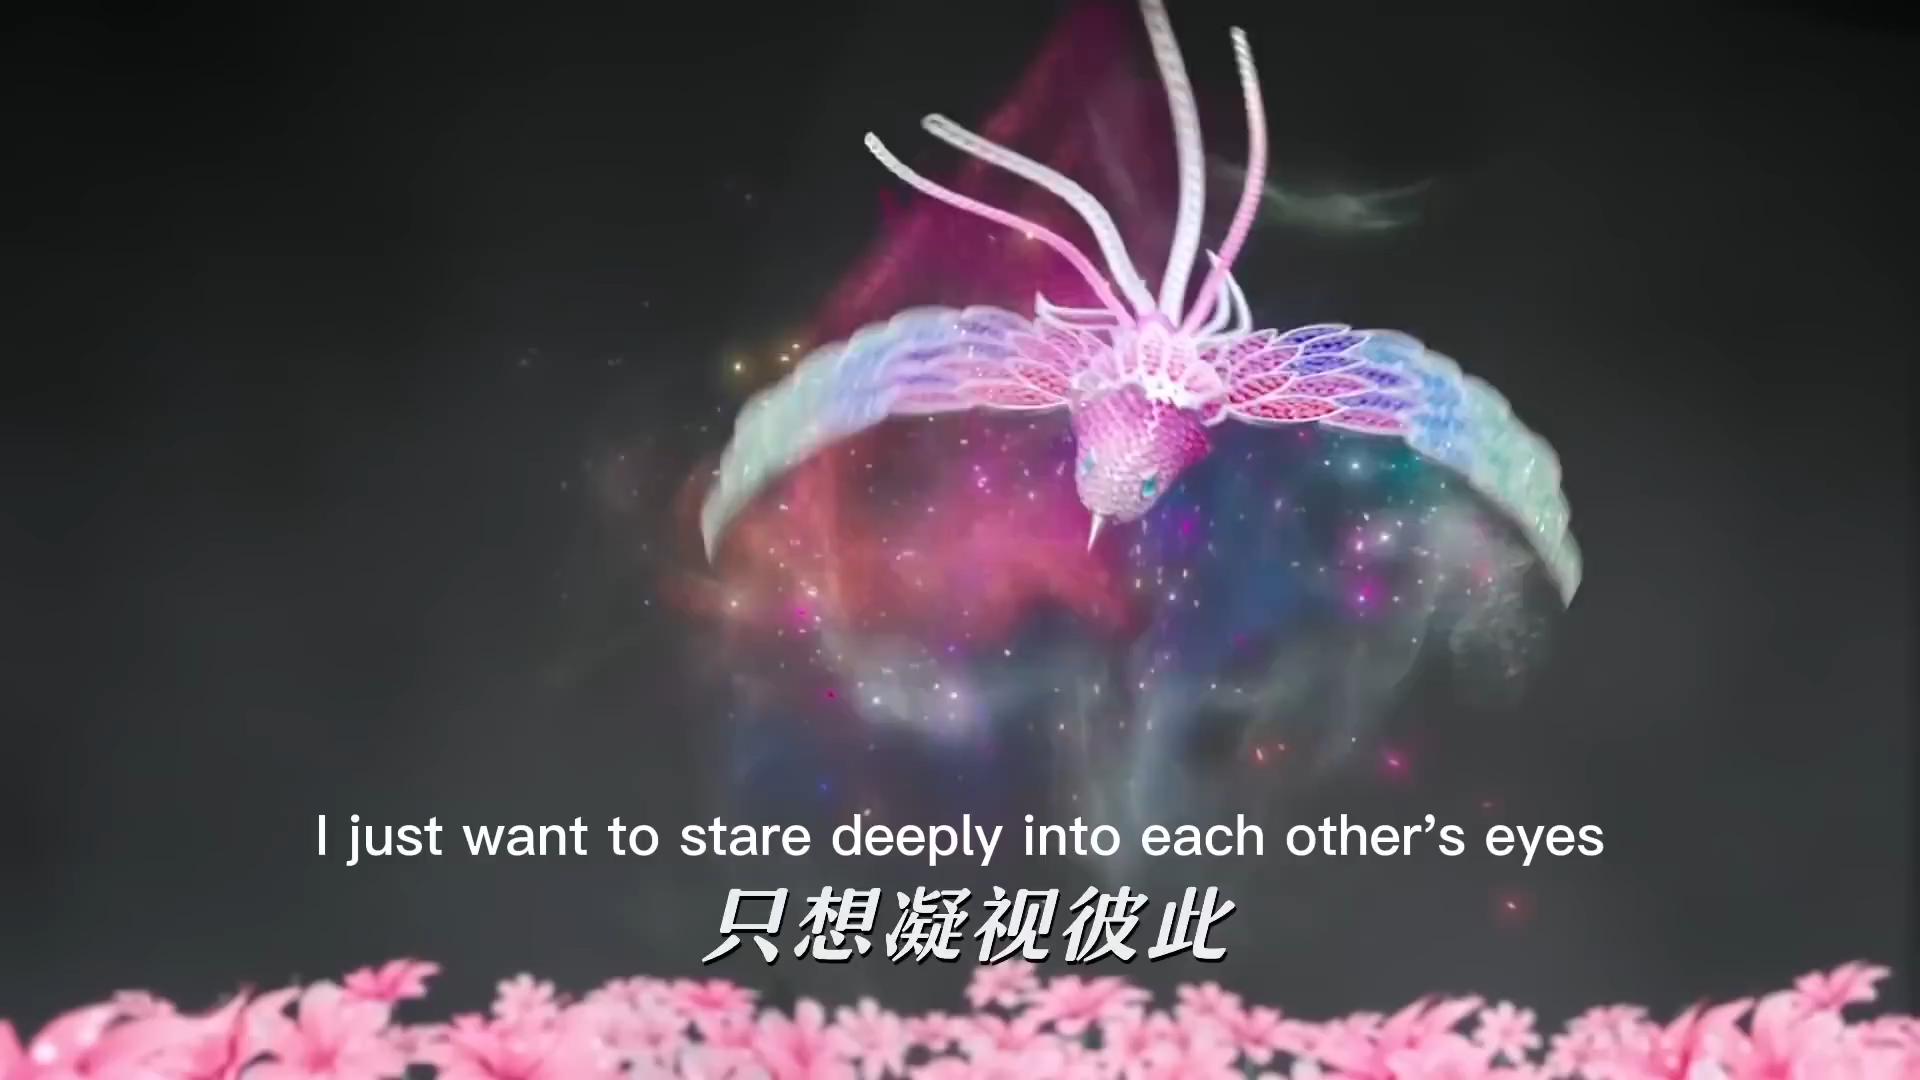 I just want to stare deeply into each other’s eyes
只想凝视彼此